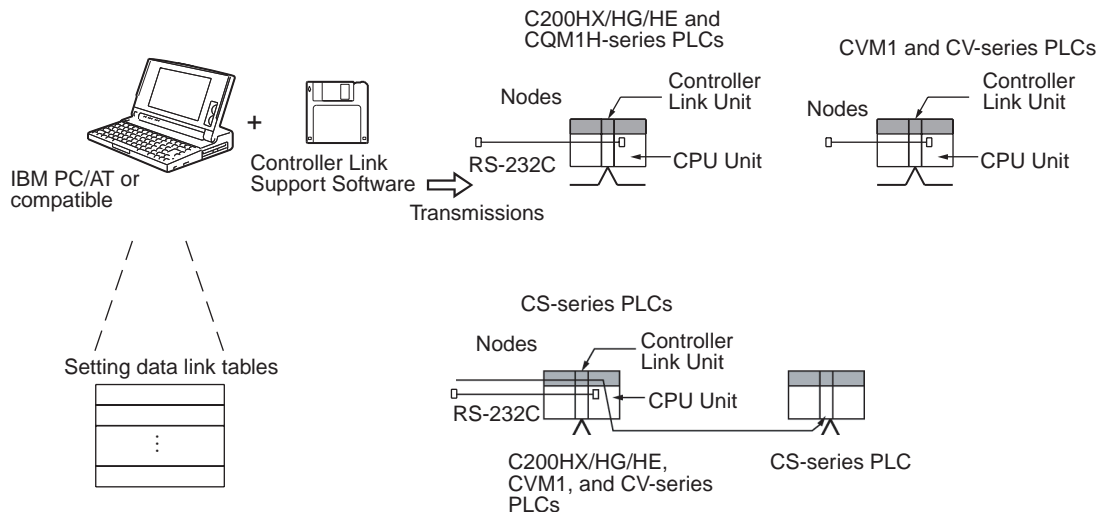 C200HX/HG/HE and
CQM1H-series PLCs
CVM1 and CV-series PLCs
Nodes
Controller
Link Unit
Nodes
Controller
Link Unit
+
RS-232C
CPU Unit
CPU Unit
IBM PC/AT or
compatible
Controller Link
Support Software
Transmissions
CS-series PLCs
Nodes
Controller
Link Unit
Setting data link tables
RS-232C
CPU Unit
C200HX/HG/HE,
CVM1, and CV-series
PLCs
CS-series PLC